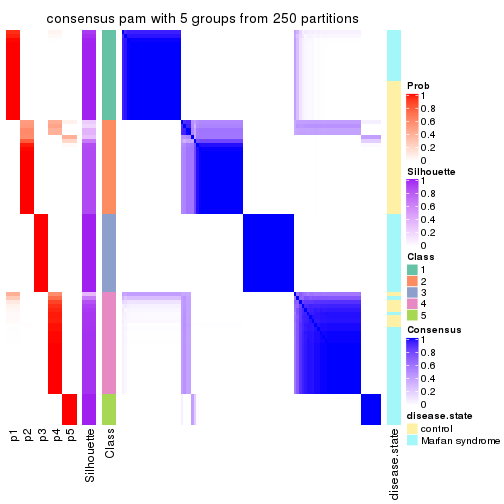 consensus pam with 5 groups from 250 partitions
Prob
1
0.8
0.6
0.4
0.2
0
Silhouette
1
0.8
0.6
0.4
0.2
0
Class
1
2
3
4
5
Consensus
1
0.8
0.6
0.4
0.2
0
disease.state
control
Marfan syndrome
p1
p2
p3
p4
p5
Silhouette
Class
disease.state